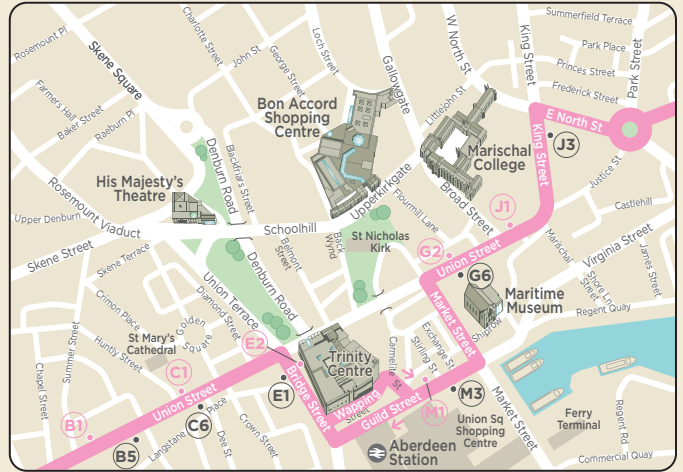 Rosemount Pl
Skene Square
Charlotte Street
John St
George Street
Loch Street
Gallowgate
W North St
King Street
Summerfield Terrace
Park Place
Princes Street
Frederick Street
Park Street
Farmers Hall
Baker Street
Raeburn Pl
Bon Accord
Shopping
Centre
Littlejohn St
Marischal
College
E North St
King Street
J3
Justice St
Denburn Road
Blackfriars Street
His Majesty's
Theatre
Rosemount Viaduct
Upper Denburn
Skene Street
Skene Terrace
Schoolhill
Upperkirkgate
Flourmill Lane
Broad Street
J1
Castlehill
St Nicholas
Kirk
Back
Wynd
Belmont
Street
Denburn Road
Union Terrace
Diamond Street
Golden
Square
Crimon Place
Huntly Street
Summer Street
Chapel Street
St Mary's
Cathedral
G2
Union Street
G6
Marischal
Virginia Street
Shore Lne
Street
James Street
Maritime
Museum
Regent Quay
Shiprow
Market Street
Exchange St
Stirling St
Carmelite St
E2
Trinity
Centre
E1
Bridge Street
Wapping
Street
Guild Street
M1
M3
C1
Union Street
C6
B1
B5
Langstane
Place
Dee St
Crown Street
Aberdeen
Station
Union Sq
Shopping
Centre
Market Street
Ferry
Terminal
Regent Rd
Commercial Quay